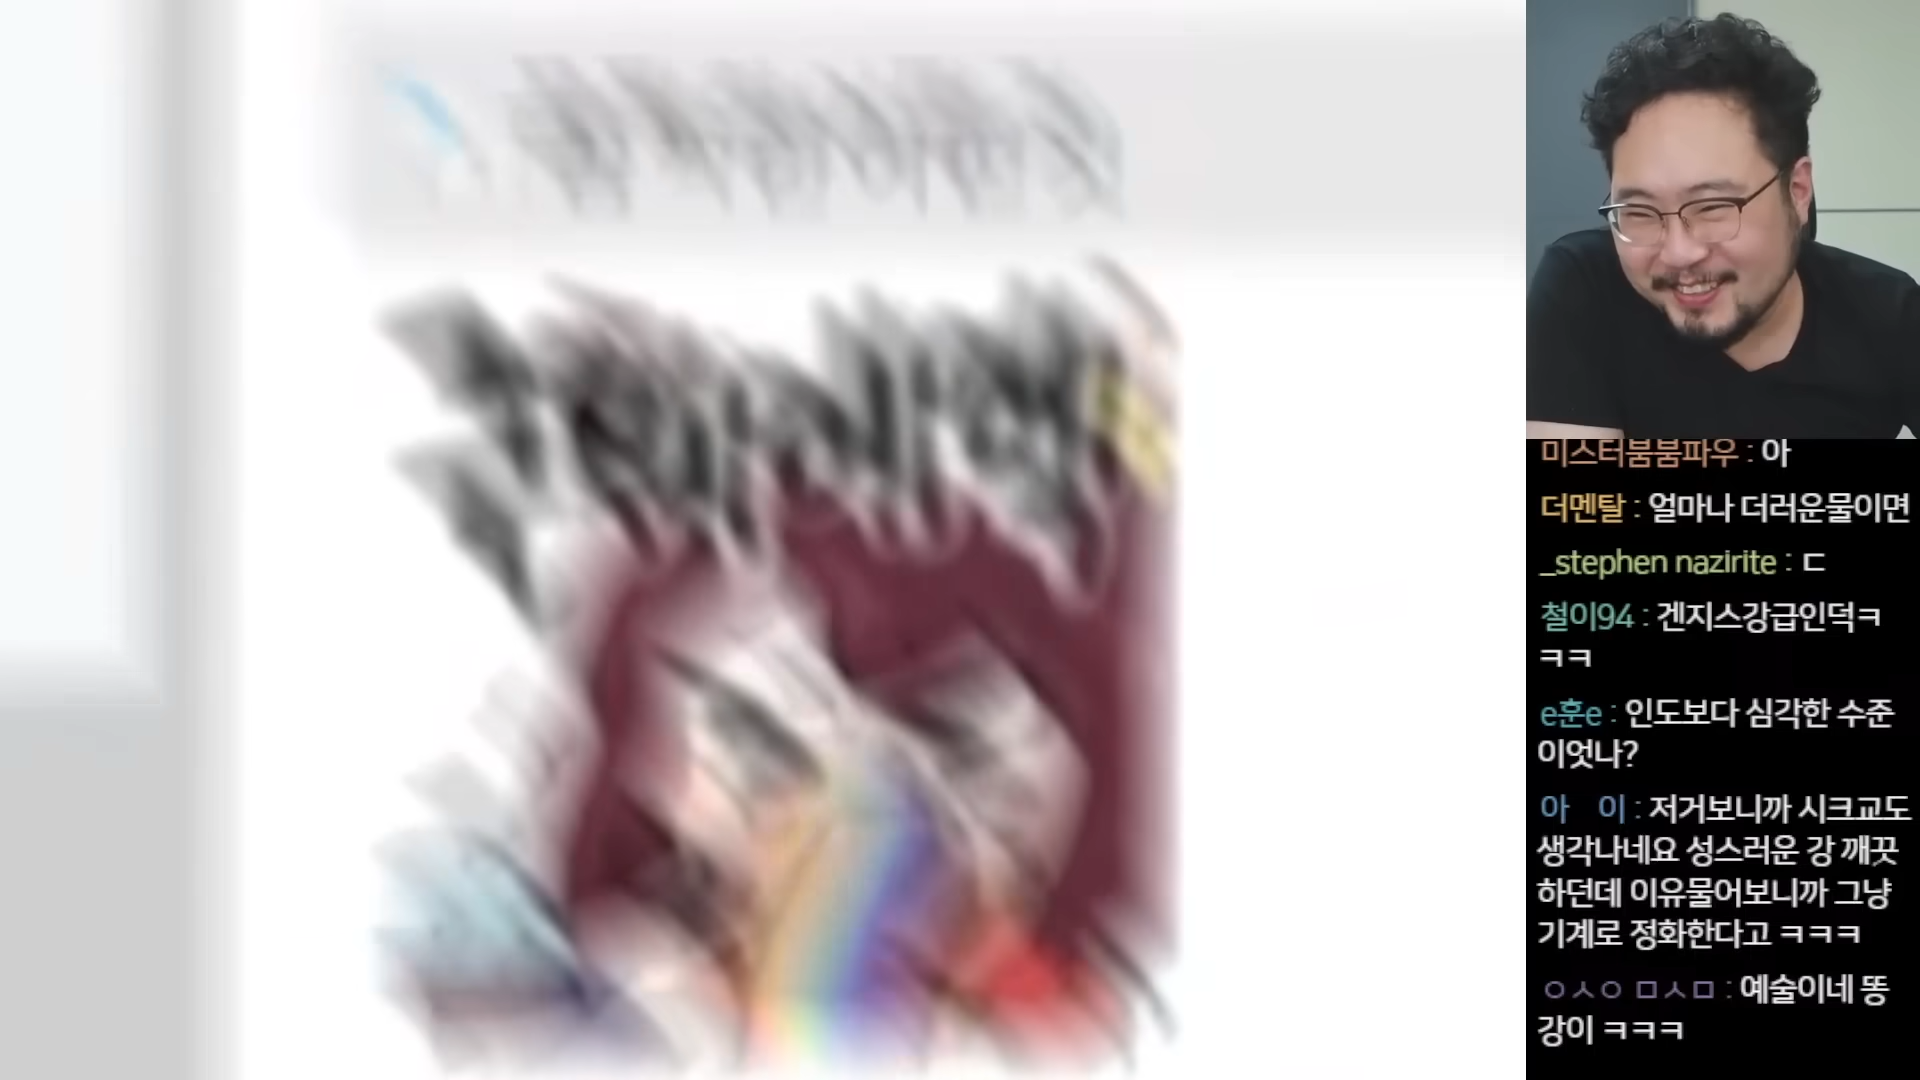 미스터붐붐파우 : 아
더멘탈 : 얼마나 더러운물이면
_stephen nazirite : ㄷ
철이94 : 겐지스강급인덕ㅋ
ㅋㅋ
e훈e : 인도보다 심각한 수준
이엇나?
아 이 : 저거보니까 시크교도
생각나네요 성스러운 강 깨끗
하던데 이유물어보니까 그냥
기계로 정화한다고 ㅋㅋㅋ
ㅇㅅㅇ ㅁㅅㅁ : 예술이네 똥
강이 ㅋㅋㅋ